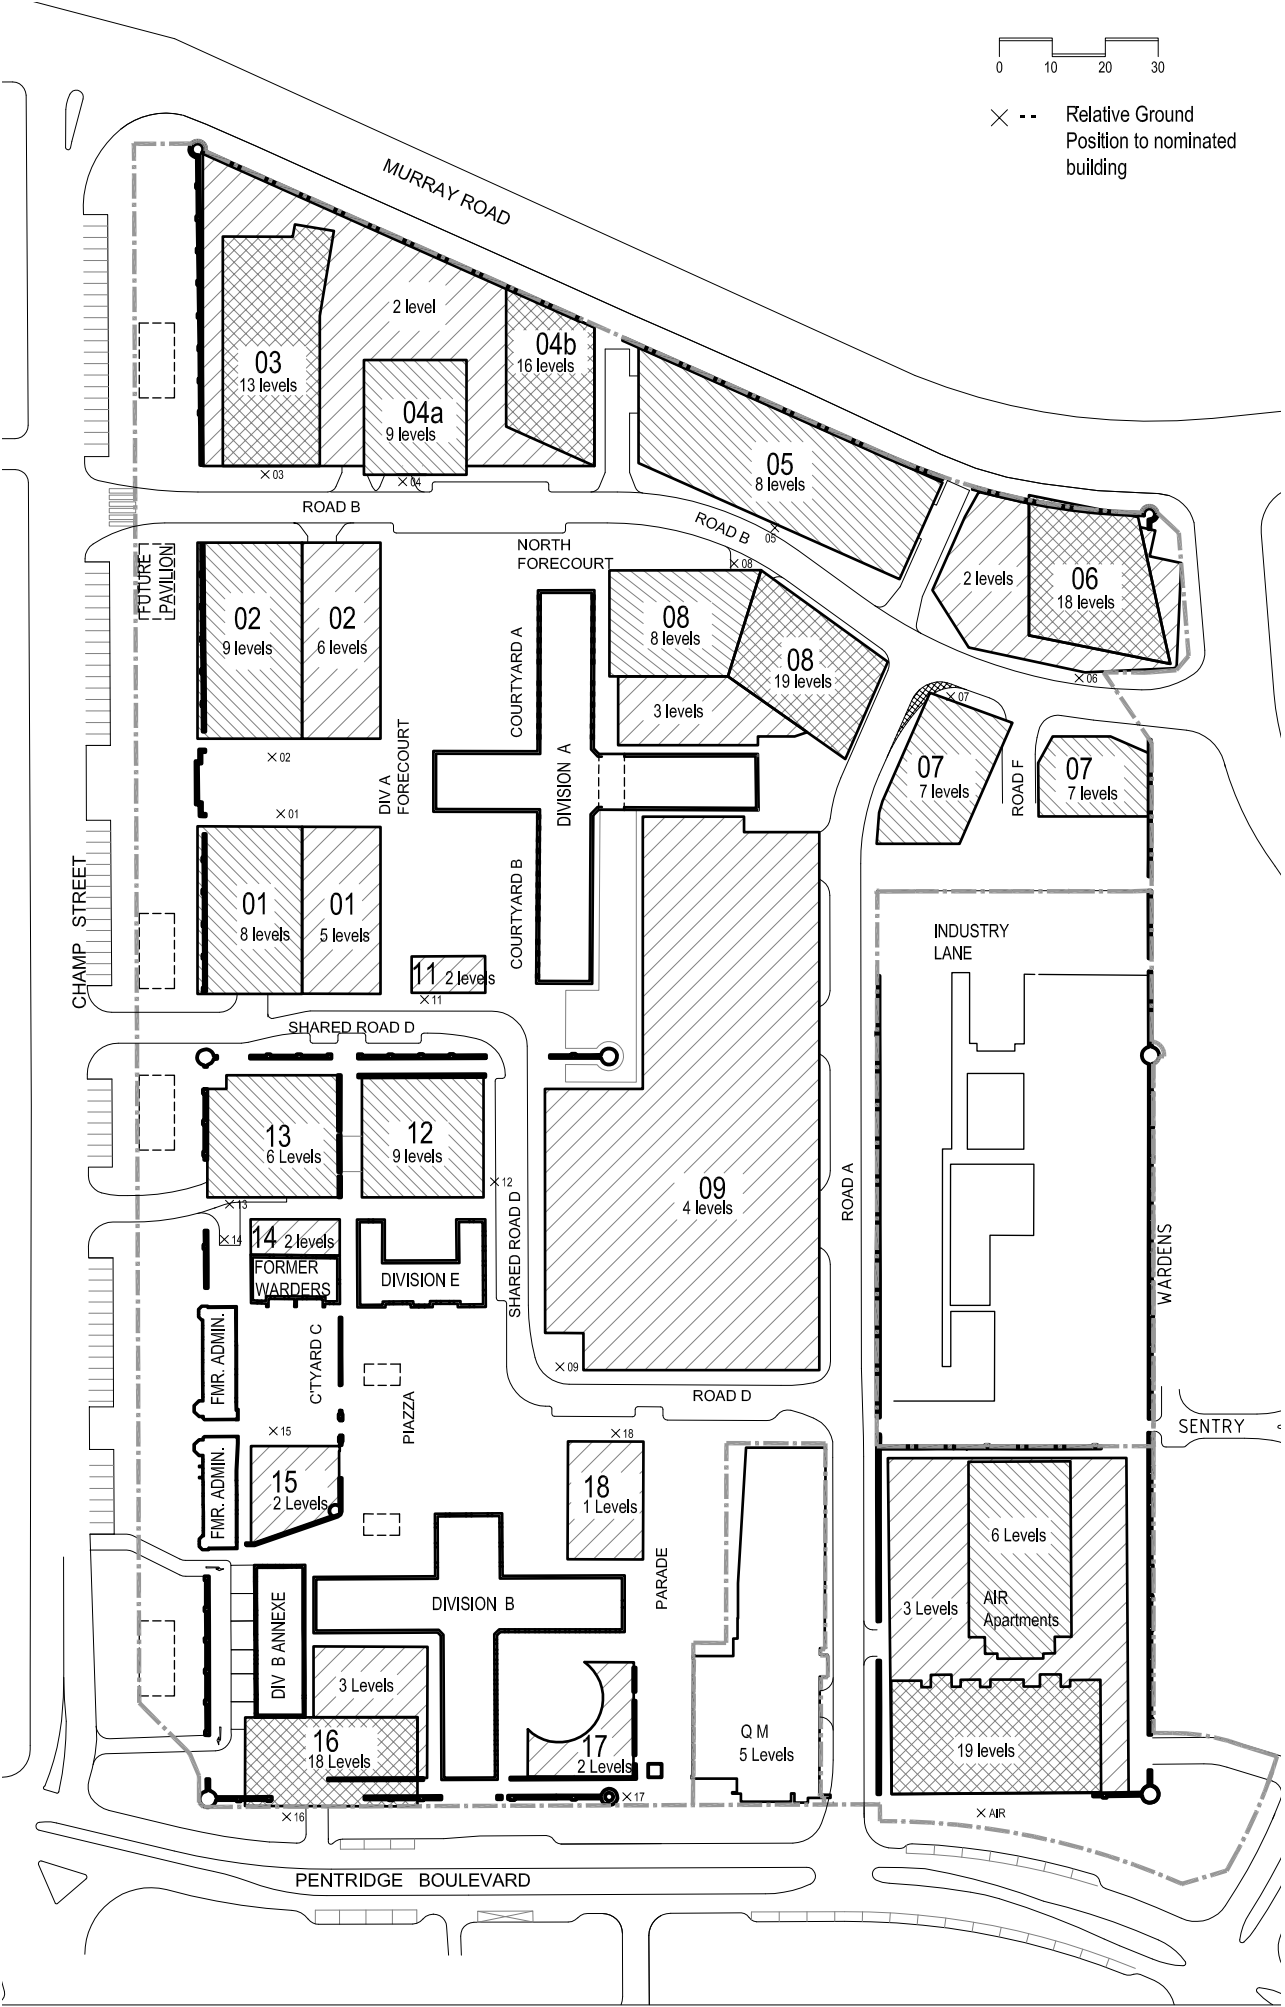 0 10 20 30
Relative Ground
Position to nominated
building
MURRAY ROAD
2 level
03
13 levels
04a
9 levels
04b
16 levels
05
8 levels
03
04
ROAD B
ROAD B
05
NORTH
FORECOURT
08
FUTURE
PAVILION
02
9 levels
02
6 levels
COURTYARD A
08
8 levels
08
19 levels
3 levels
2 levels
06
18 levels
06
07
02
DIV A
FORECOURT
DIVISION A
07
7 levels
ROAD F
07
7 levels
01
CHAMP STREET
01
8 levels
01
5 levels
COURTYARD B
11 2 levels
11
INDUSTRY
LANE
SHARED ROAD D
13
6 Levels
12
9 levels
12
09
4 levels
ROAD A
13
14
14 2 levels
FORMER
WARDERS
DIVISION E
SHARED ROAD D
WARDENS
FMR. ADMIN.
C'TYARD C
09
ROAD D
PIAZZA
SENTRY
15
18
FMR. ADMIN.
15
2 Levels
18
1 Levels
6 Levels
PARADE
DIV B ANNEXE
DIVISION B
3 Levels
AIR
Apartments
3 Levels
16
18 Levels
17
2 Levels
Q M
5 Levels
19 levels
16
17
AIR
PENTRIDGE BOULEVARD